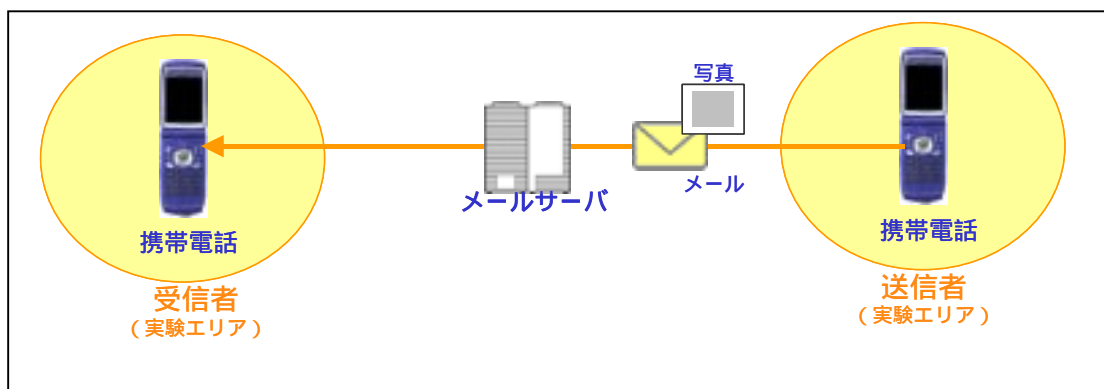 写真
メール
メールサーバ
携帯電話
受信者
（実験エリア）
携帯電話
送信者
（実験エリア）